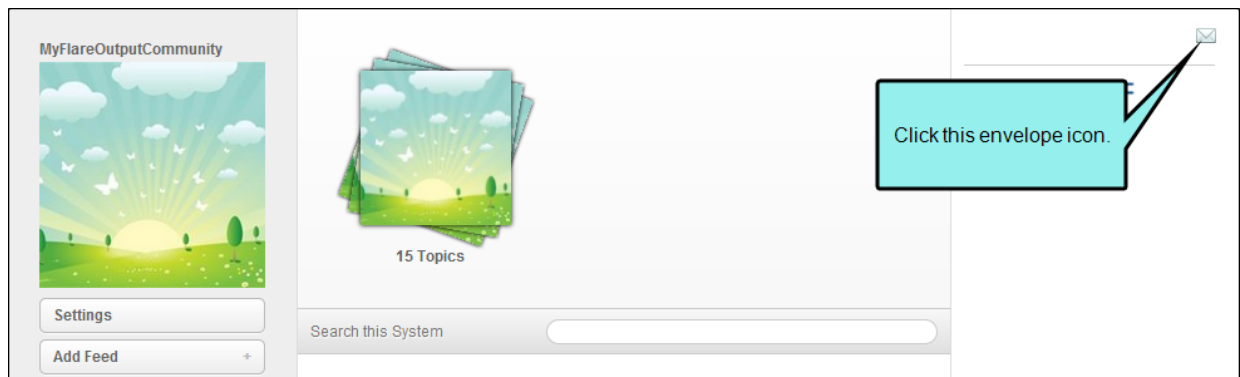 MyFlareOutputCommunity
15 Topics
Click this envelope icon.
Settings
Search this System
Add Feed +